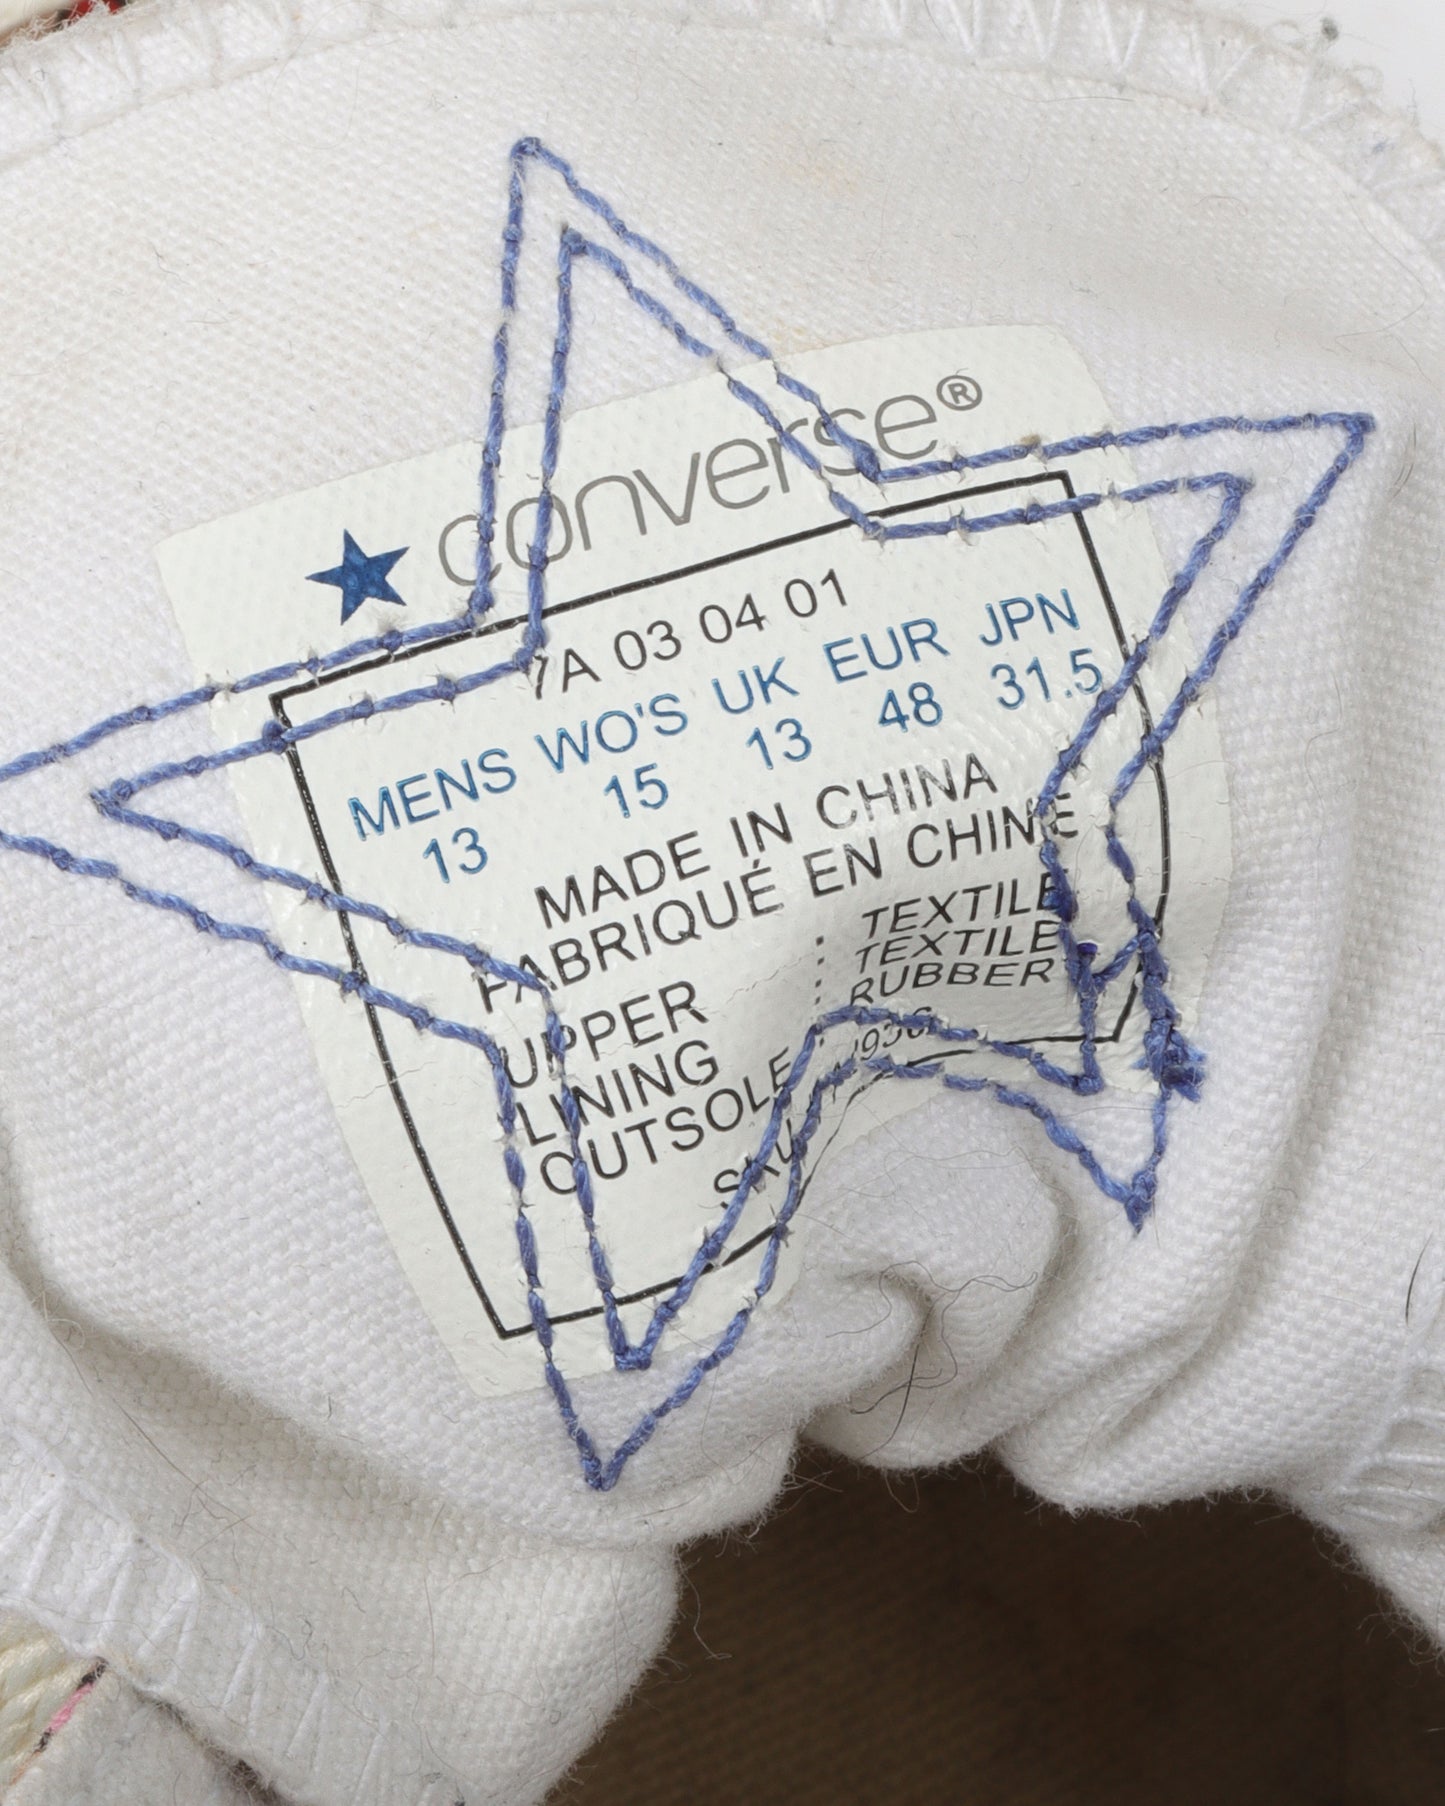 converse®
7A 03 04 01
MENS WO'S UK EUR JPN
13 15 13 48 31.5
MADE IN CHINA
FABRIQUÉ EN CHINE
UPPER : TEXTILE
LINING : TEXTILE
OUTSOLE : RUBBER
SKU